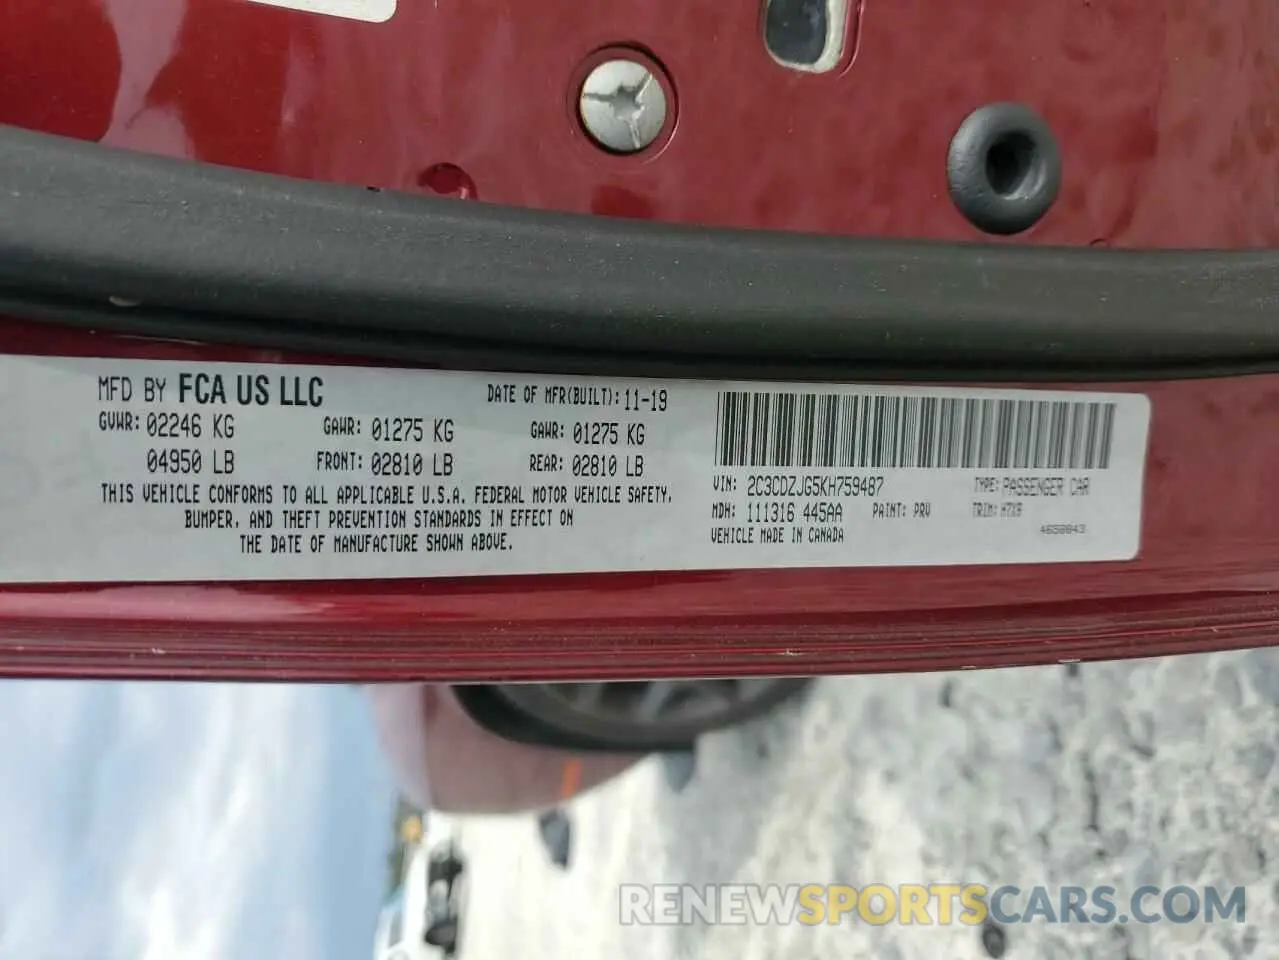 MFD BY FCA US LLC DATE OF MFR(BUILT): 11-19
GVWR: 02246 KG GAWR: 01275 KG GAWR: 01275 KG
04950 LB FRONT: 02810 LB REAR: 02810 LB
THIS VEHICLE CONFORMS TO ALL APPLICABLE U.S.A. FEDERAL MOTOR VEHICLE SAFETY,
BUMPER, AND THEFT PREVENTION STANDARDS IN EFFECT ON
THE DATE OF MANUFACTURE SHOWN ABOVE.
VIN: 2C3CDZJG5KH759487 TYPE: PASSENGER CAR
MDH: 111316 445AA PAINT: PRV TRIM: H7X9
VEHICLE MADE IN CANADA 4658843
RENEWSPORTSCARS.COM